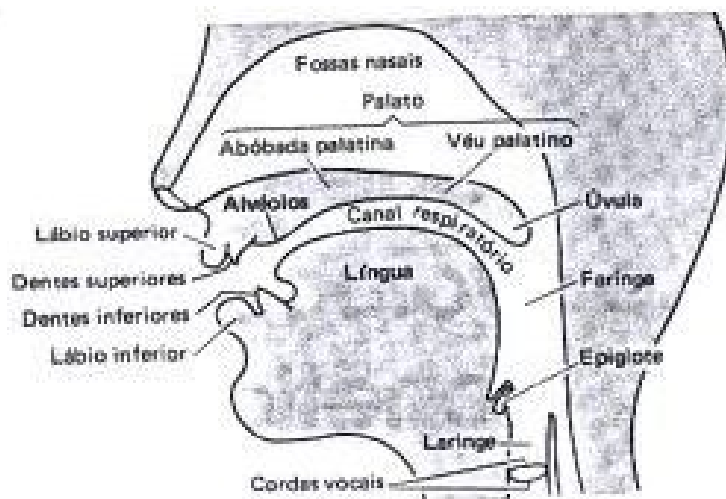 Fossas nasais
Palato
Abóbada palatina
Véu palatino
Alvéolos
Úvula
Lábio superior
Canal respiratório
Dentes superiores
Língua
Faringe
Dentes inferiores
Lábio inferior
Epiglote
Laringe
Cordas vocais